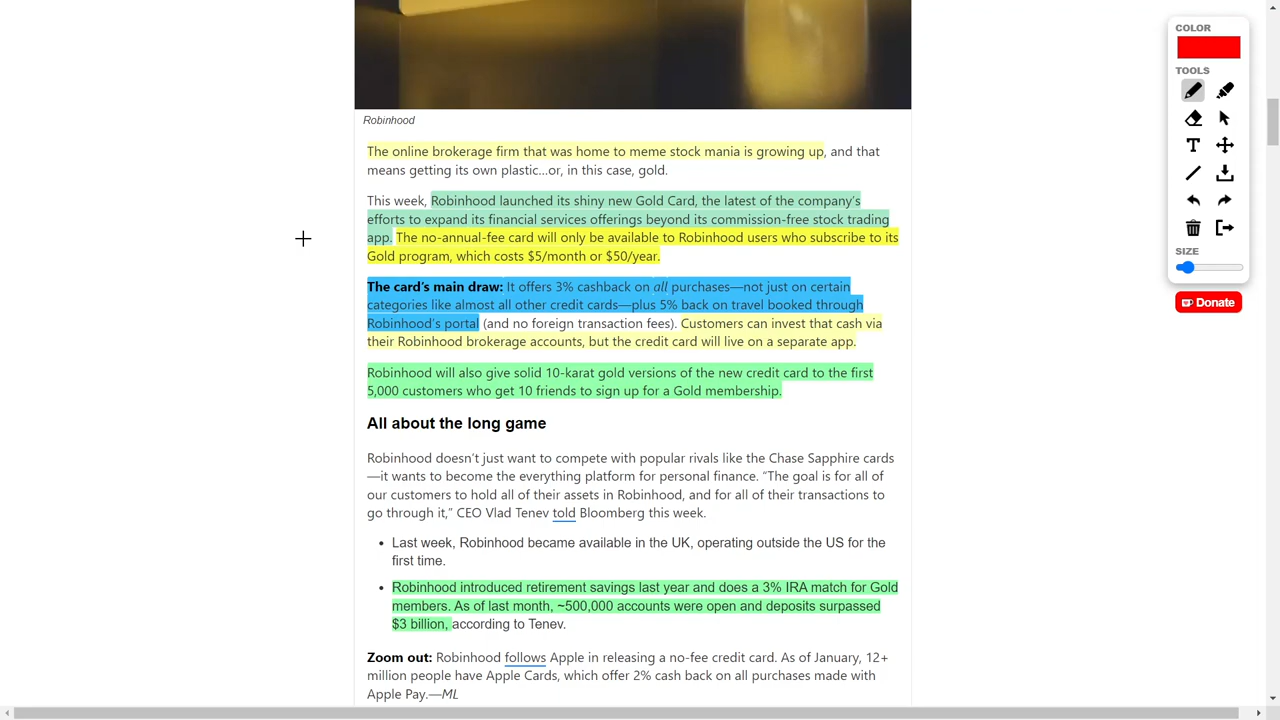 Robinhood
The online brokerage firm that was home to meme stock mania is growing up, and that
means getting its own plastic...or, in this case, gold.
This week, Robinhood launched its shiny new Gold Card, the latest of the company's
efforts to expand its financial services offerings beyond its commission-free stock trading
app. The no-annual-fee card will only be available to Robinhood users who subscribe to its
Gold program, which costs $5/month or $50/year.
The card's main draw: It offers 3% cashback on all purchases—not just on certain
categories like almost all other credit cards—plus 5% back on travel booked through
Robinhood's portal (and no foreign transaction fees). Customers can invest that cash via
their Robinhood brokerage accounts, but the credit card will live on a separate app.
Robinhood will also give solid 10-karat gold versions of the new credit card to the first
5,000 customers who get 10 friends to sign up for a Gold membership.
All about the long game
Robinhood doesn't just want to compete with popular rivals like the Chase Sapphire cards
—it wants to become the everything platform for personal finance. “The goal is for all of
our customers to hold all of their assets in Robinhood, and for all of their transactions to
go through it,” CEO Vlad Tenev told Bloomberg this week.
• Last week, Robinhood became available in the UK, operating outside the US for the
first time.
• Robinhood introduced retirement savings last year and does a 3% IRA match for Gold
members. As of last month, ~500,000 accounts were open and deposits surpassed
$3 billion, according to Tenev.
Zoom out: Robinhood follows Apple in releasing a no-fee credit card. As of January, 12+
million people have Apple Cards, which offer 2% cash back on all purchases made with
Apple Pay.—ML
COLOR
TOOLS
T
SIZE
Donate